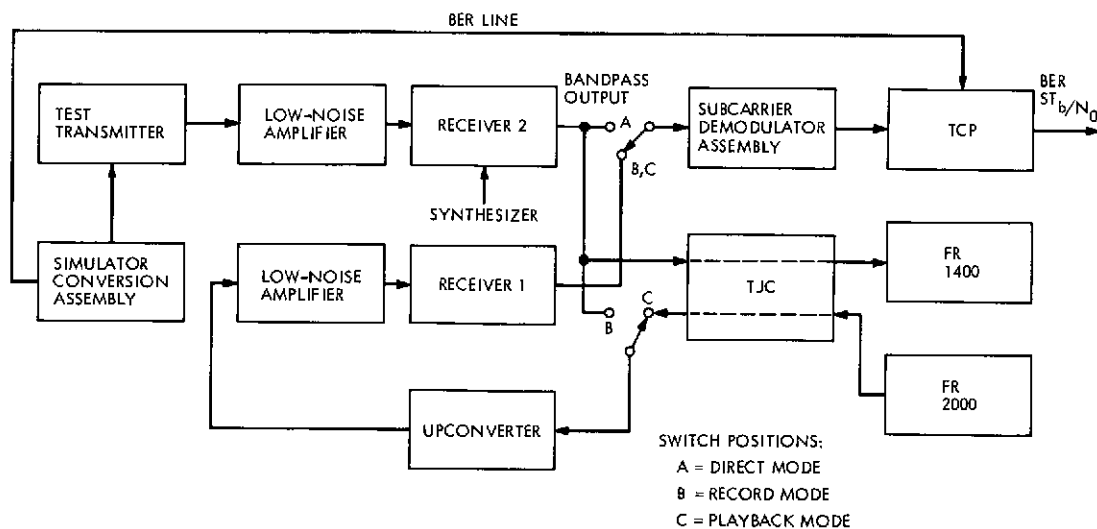 BER LINE
TEST
TRANSMITTER
LOW-NOISE
AMPLIFIER
RECEIVER 2
BANDPASS
OUTPUT
A
B,C
SUBCARRIER
DEMODULATOR
ASSEMBLY
TCP
BER
STb/N0
SYNTHESIZER
SIMULATOR
CONVERSION
ASSEMBLY
LOW-NOISE
AMPLIFIER
RECEIVER 1
B
C
TJC
FR
1400
FR
2000
UPCONVERTER
SWITCH POSITIONS:
A = DIRECT MODE
B = RECORD MODE
C = PLAYBACK MODE